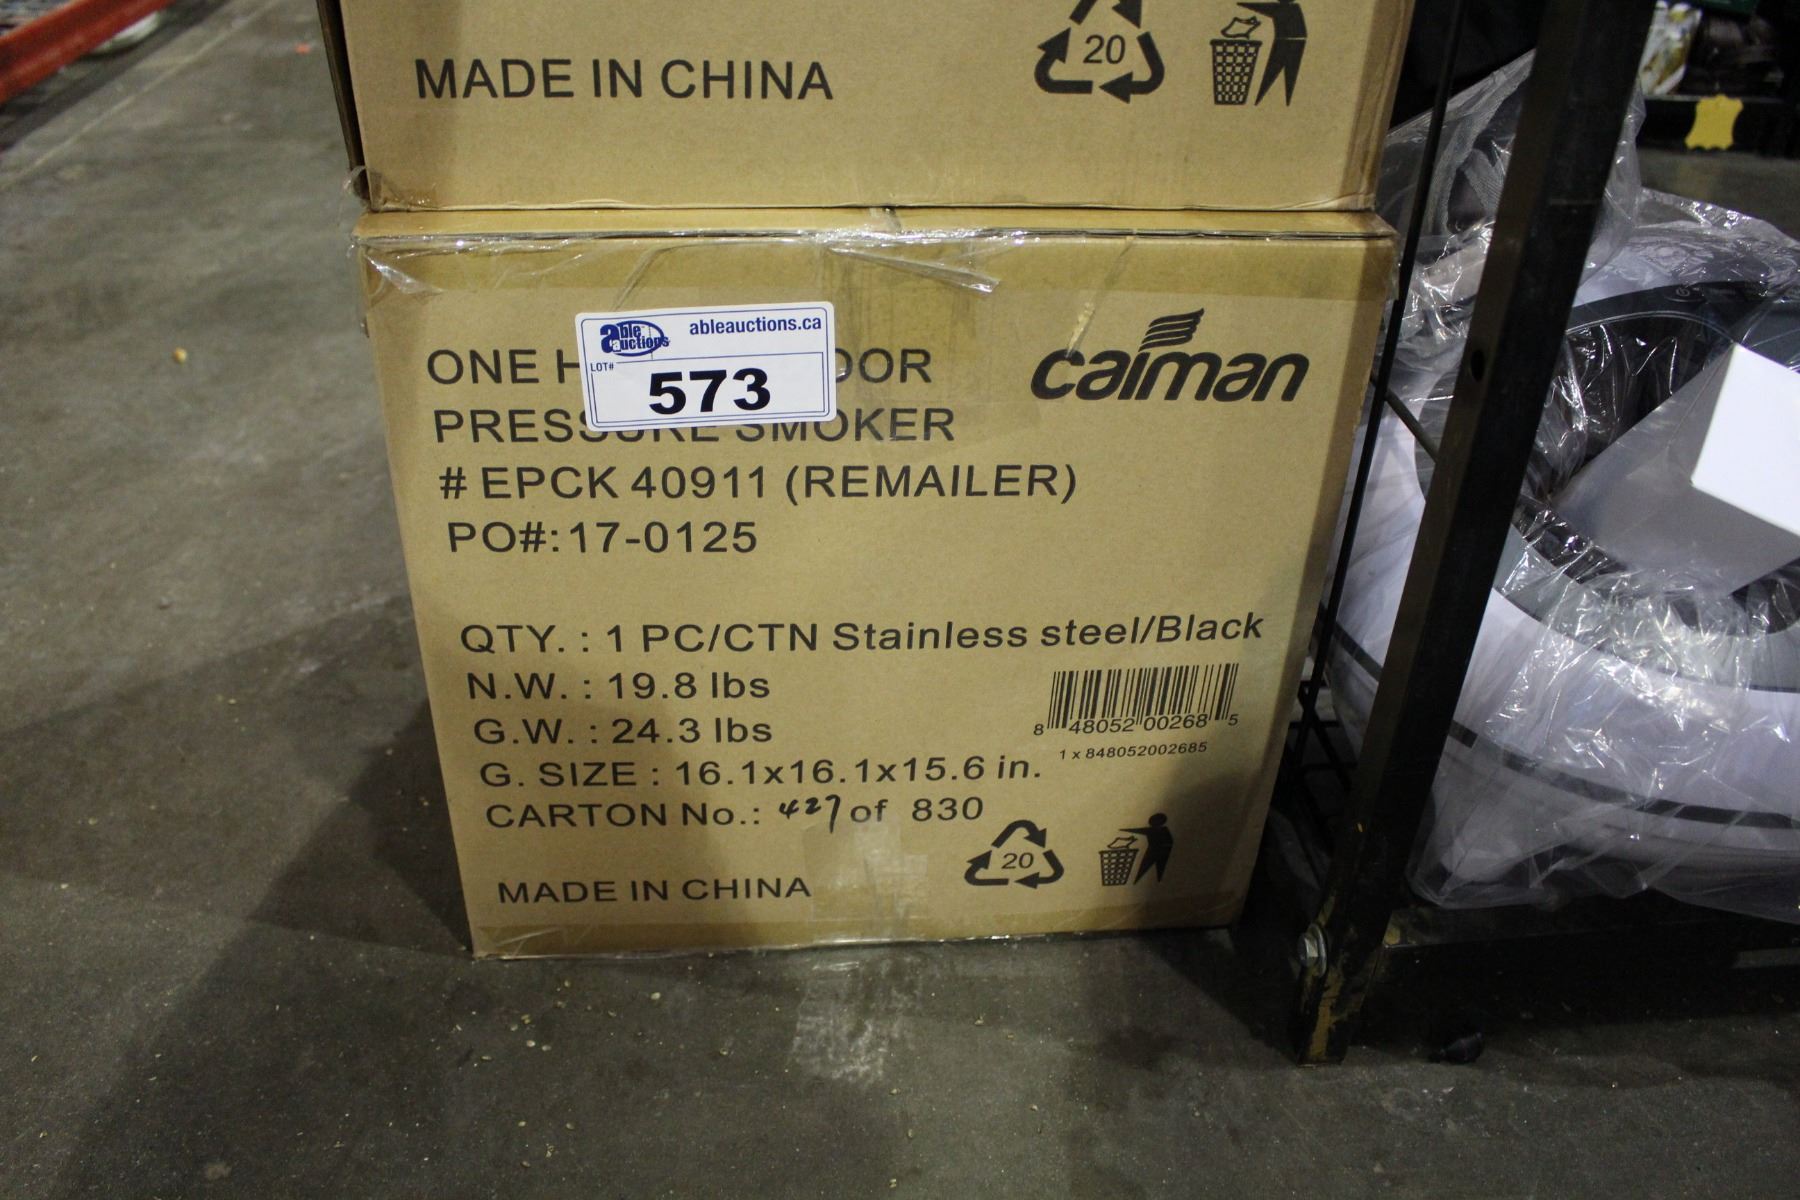 MADE IN CHINA
20
able auctions
ableauctions.ca
LOT#
573
ONE
caiman
SMOKER
# EPCK 40911 (REMAILER)
PO#: 17-0125
QTY. : 1 PC/CTN Stainless steel/Black
N.W. : 19.8 lbs
G.W. : 24.3 lbs
8 48052 00268 5
1 x 848052002685
G. SIZE : 16.1x16.1x15.6 in.
CARTON No.: 427 of 830
20
MADE IN CHINA